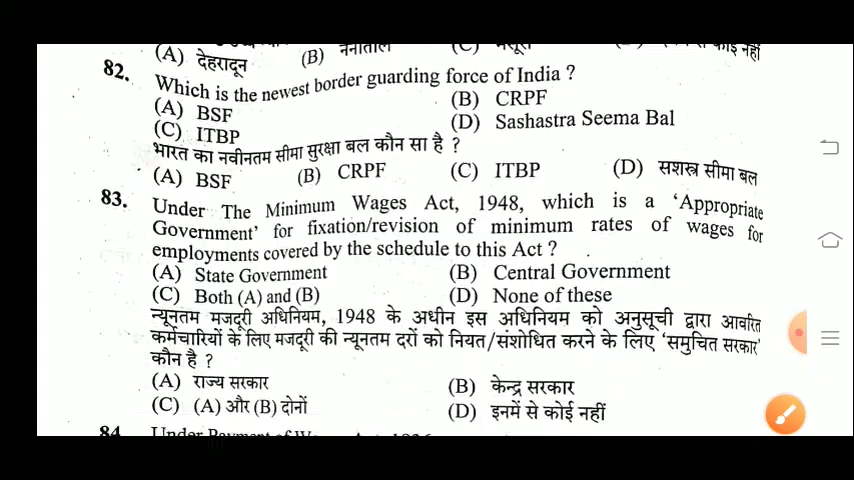 (A) देहरादून (B) नैनीताल (C)
82. Which is the newest border guarding force of India ?
(A) BSF (B) CRPF
(C) ITBP (D) Sashastra Seema Bal
भारत का नवीनतम सीमा सुरक्षा बल कौन सा है ?
(A) BSF (B) CRPF (C) ITBP (D) सशस्त्र सीमा बल
83. Under The Minimum Wages Act, 1948, which is a 'Appropriate
Government' for fixation/revision of minimum rates of wages for
employments covered by the schedule to this Act ?
(A) State Government (B) Central Government
(C) Both (A) and (B) (D) None of these
न्यूनतम मजदूरी अधिनियम, 1948 के अधीन इस अधिनियम को अनुसूची द्वारा आवरित
कर्मचारियों के लिए मजदूरी की न्यूनतम दरों को नियत/संशोधित करने के लिए 'समुचित सरकार'
कौन है ?
(A) राज्य सरकार (B) केन्द्र सरकार
(C) (A) और (B) दोनों (D) इनमें से कोई नहीं
84. Under Payment of